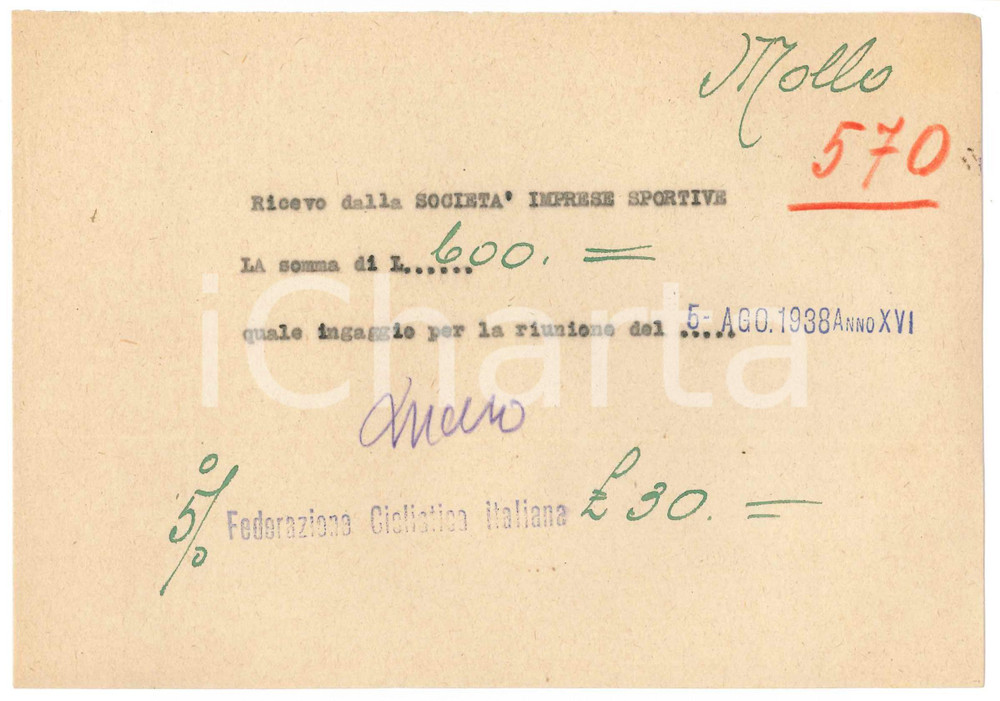 Mollo
570
Ricevo dalla SOCIETA' IMPRESE SPORTIVE
LA somma di L...... 600. =
quale ingaggio per la riunione del ..... 5- AGO. 1938 ANNO XVI
iCharta
5% Federazione Ciclistica italiana £ 30. =